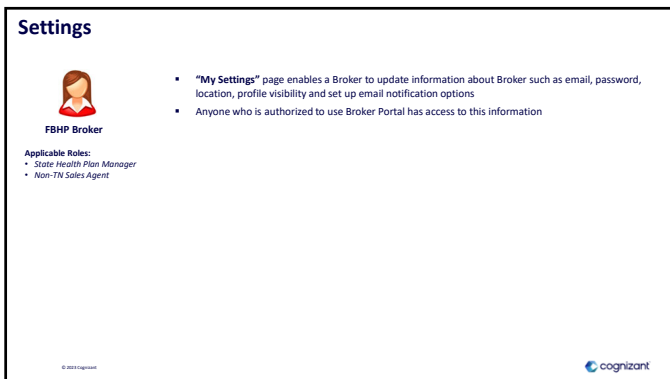 Settings
▪ “My Settings” page enables a Broker to update information about Broker such as email, password,
location, profile visibility and set up email notification options
▪ Anyone who is authorized to use Broker Portal has access to this information
FBHP Broker
Applicable Roles:
• State Health Plan Manager
• Non-TN Sales Agent
© 2023 Cognizant
cognizant